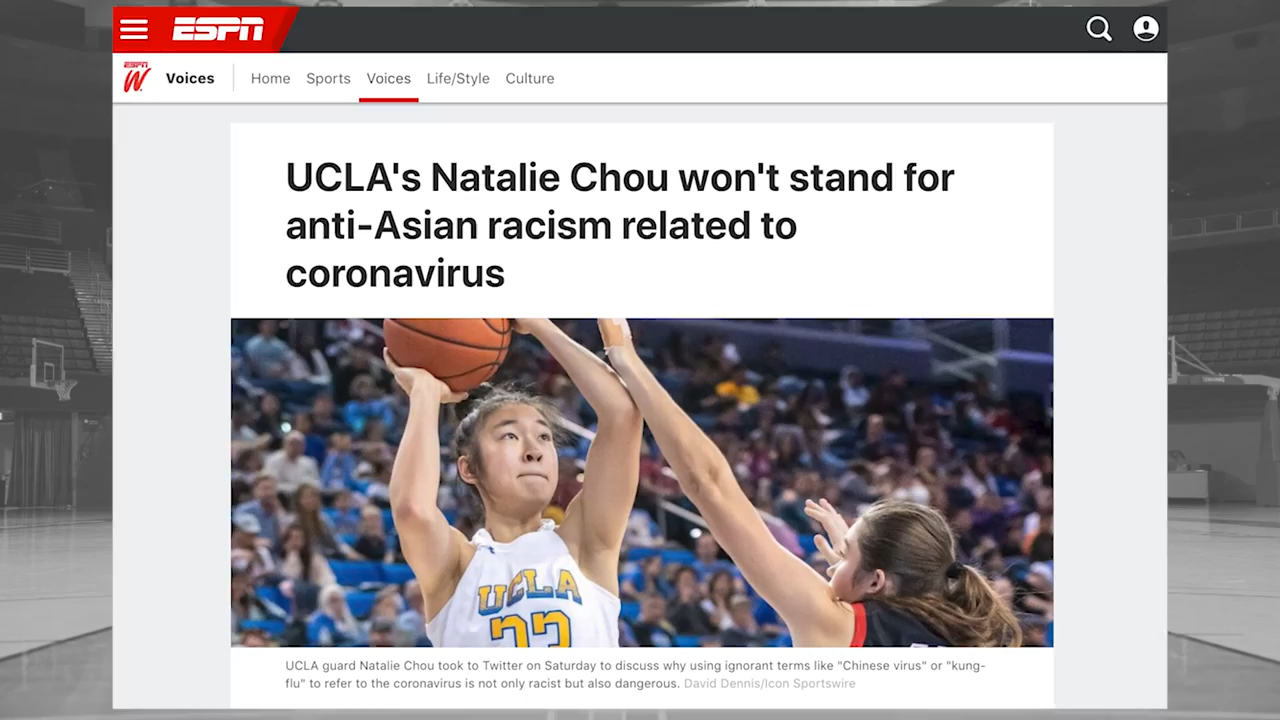 ESPN
ESPN W. Voices Home Sports Voices Life/Style Culture
UCLA's Natalie Chou won't stand for
anti-Asian racism related to
coronavirus
UCLA
UCLA guard Natalie Chou took to Twitter on Saturday to discuss why using ignorant terms like "Chinese virus" or "kung-
flu" to refer to the coronavirus is not only racist but also dangerous. David Dennis/Icon Sportswire